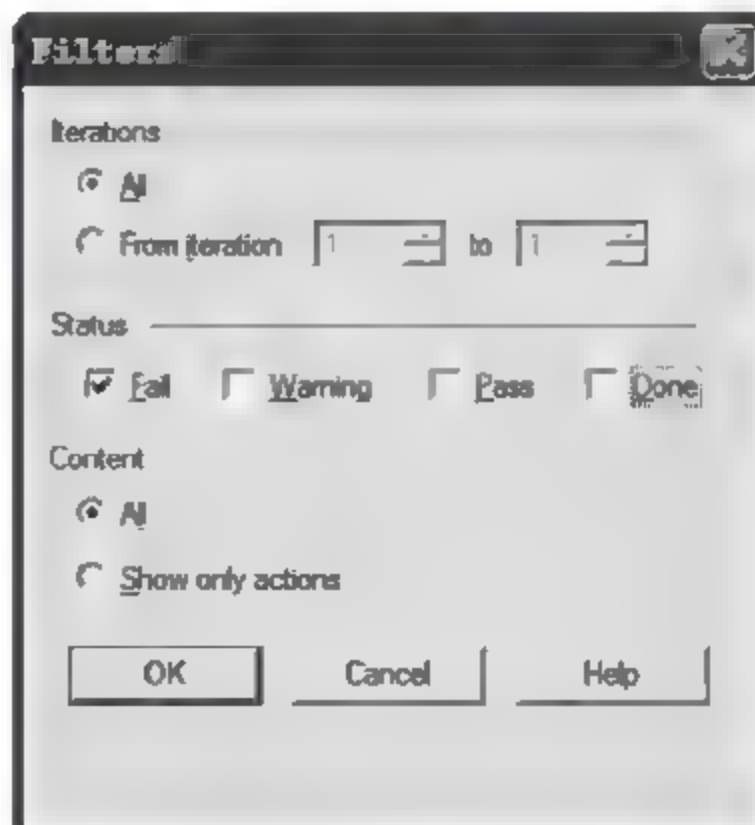 Filters
Iterations
All
From iteration 1 to 1
Status
Fail Warning Pass Done
Content
All
Show only actions
OK Cancel Help